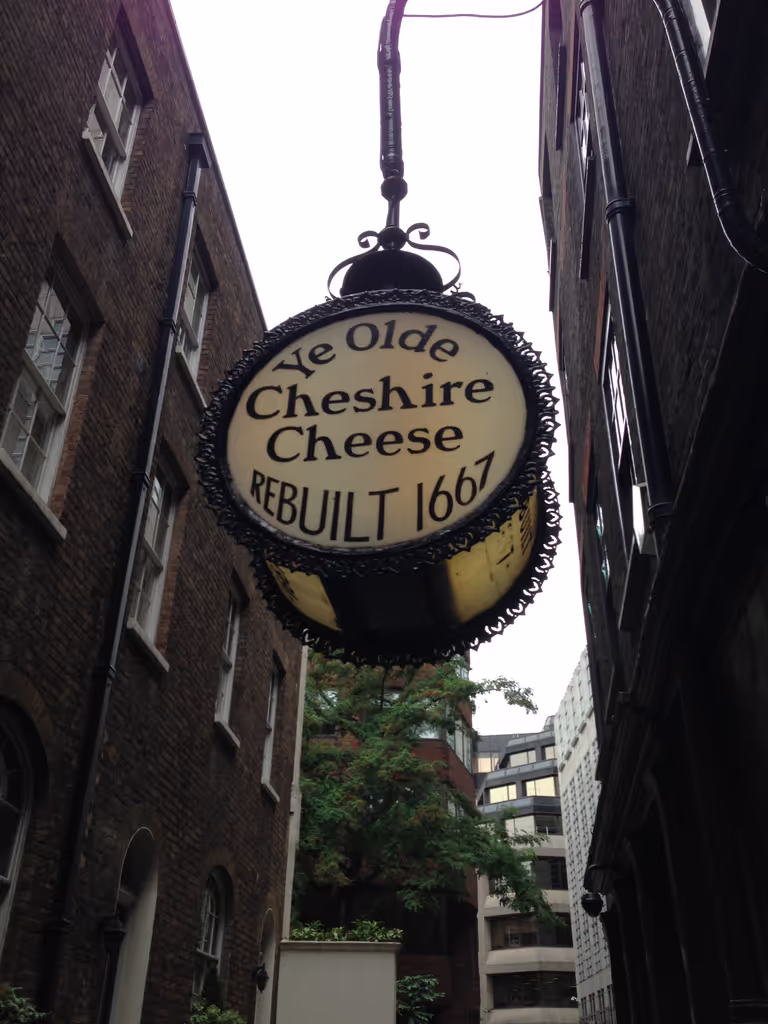 Ye Olde
Cheshire
Cheese
REBUILT 1667